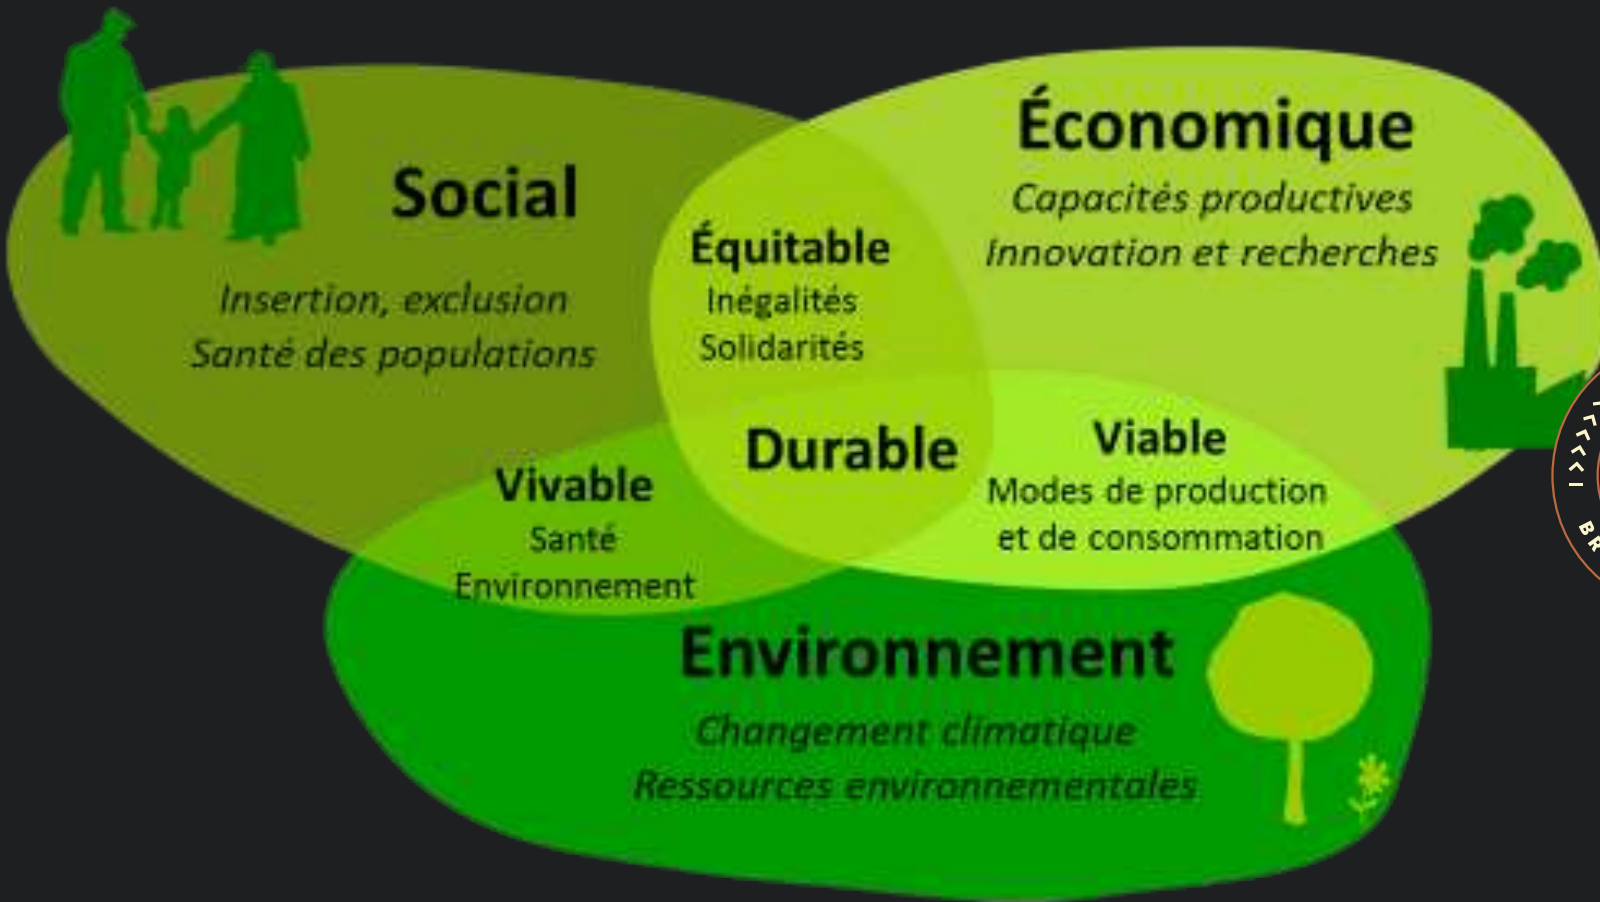 Social
Insertion, exclusion
Santé des populations
Économique
Capacités productives
Innovation et recherches
Équitable
Inégalités
Solidarités
Durable
Viable
Modes de production
et de consommation
Vivable
Santé
Environnement
Environnement
Changement climatique
Ressources environnementales